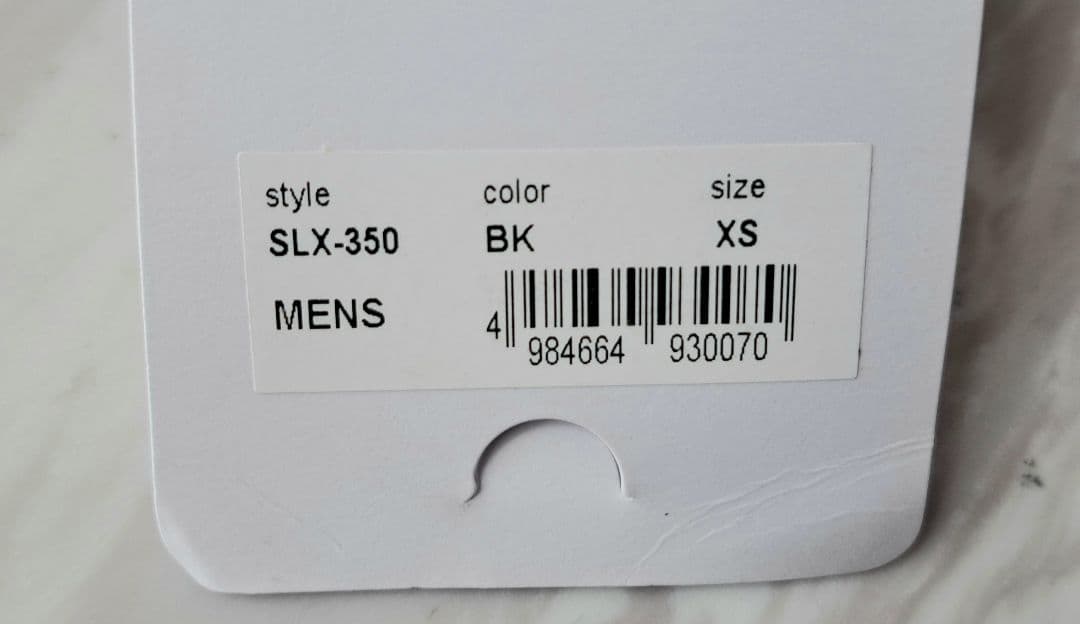 style color size
SLX-350 BK XS
MENS
4 984664 930070